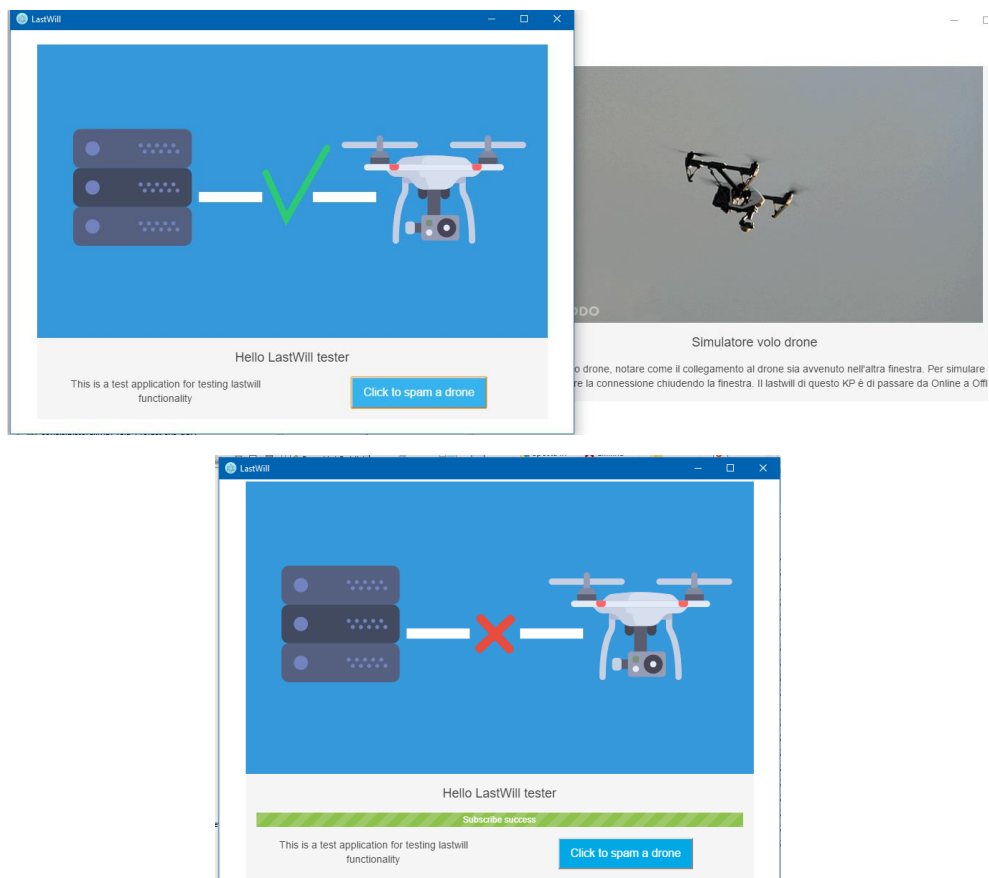 LastWill
Hello LastWill tester
This is a test application for testing lastwill
functionality
Click to spam a drone
Simulatore volo drone
drone, notare come il collegamento al drone sia avvenuto nell'altra finestra. Per simulare
la connessione chiudendo la finestra. Il lastwill di questo KP è di passare da Online a Offl
LastWill
Hello LastWill tester
Subscribe success
This is a test application for testing lastwill
functionality
Click to spam a drone